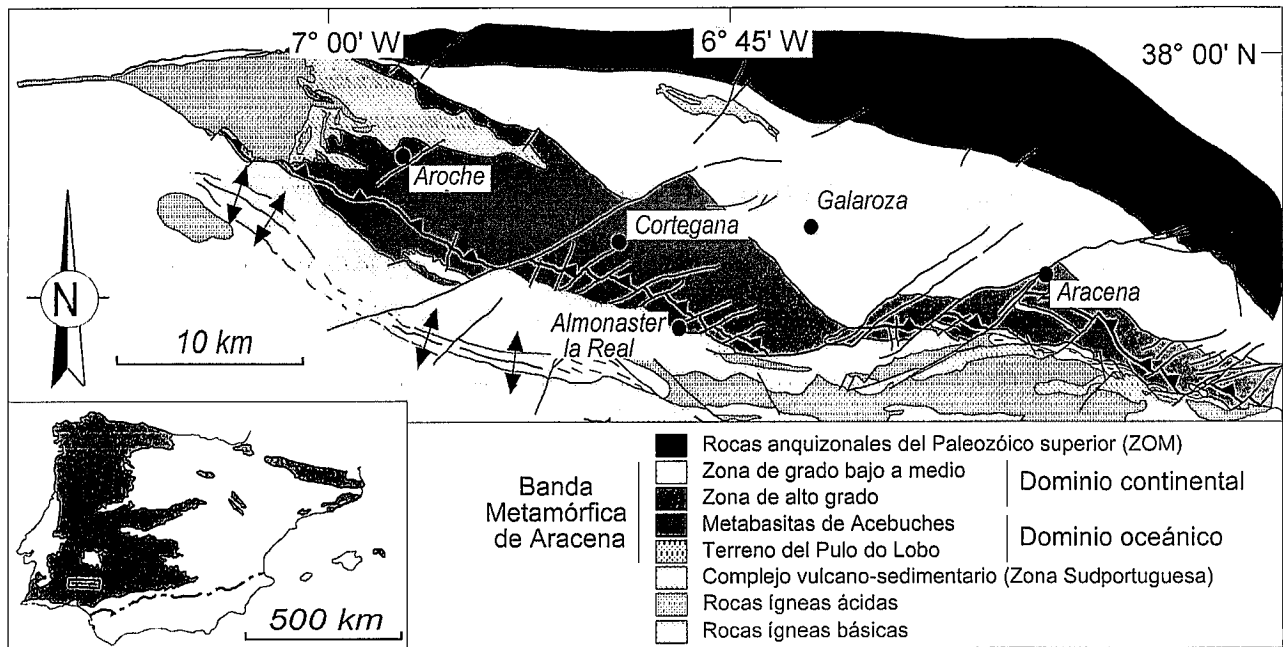 7° 00' W
6° 45' W
38° 00' N
Aroche
Galaroza
Cortegana
Aracena
Almonaster
la Real
N
10 km
500 km
Rocas anquizonales del Paleozóico superior (ZOM)
Banda
Metamórfica
de Aracena
Zona de grado bajo a medio
Zona de alto grado
Dominio continental
Metabasitas de Acebuches
Terreno del Pulo do Lobo
Dominio oceánico
Complejo vulcano-sedimentario (Zona Sudportuguesa)
Rocas ígneas ácidas
Rocas ígneas básicas